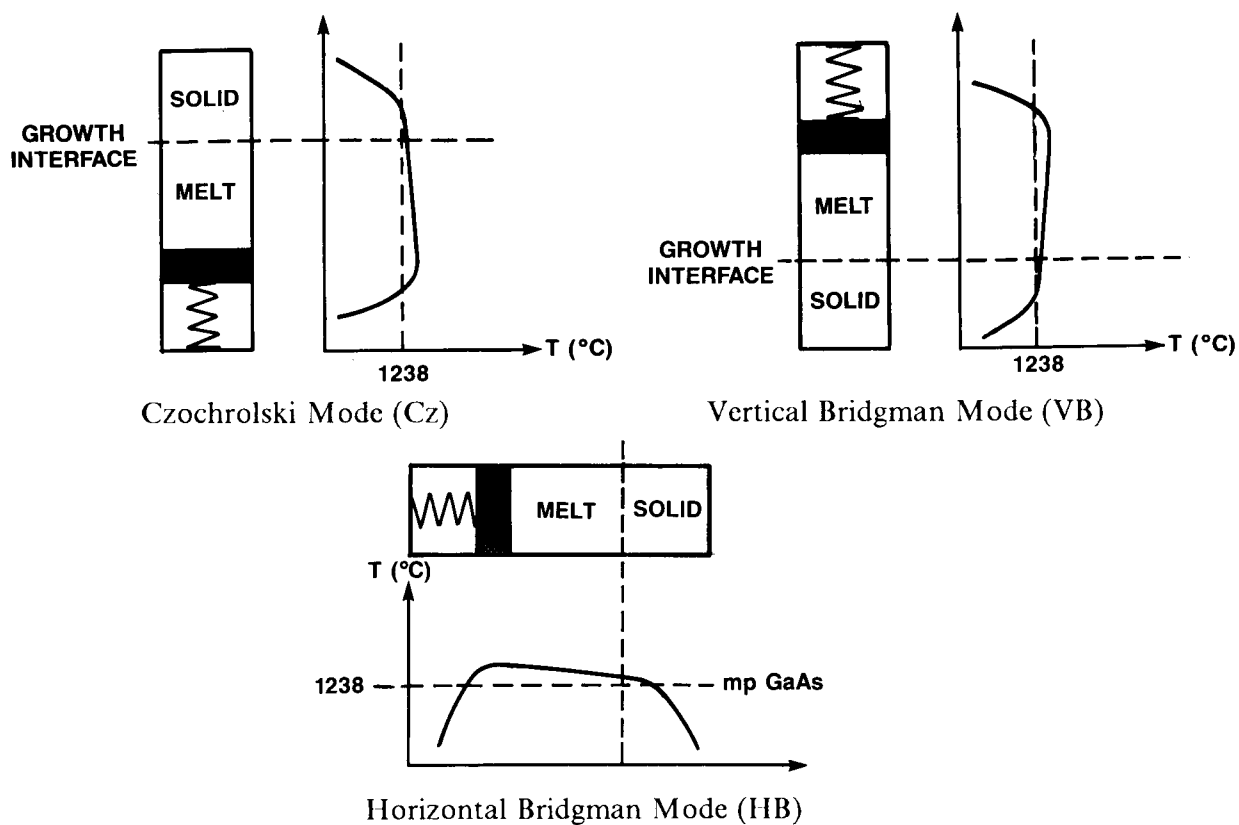 SOLID
GROWTH
INTERFACE
MELT
T (°C)
1238
Czochrolski Mode (Cz)
MELT
GROWTH
INTERFACE
SOLID
T (°C)
1238
Vertical Bridgman Mode (VB)
MELT SOLID
T (°C)
1238
mp GaAs
Horizontal Bridgman Mode (HB)